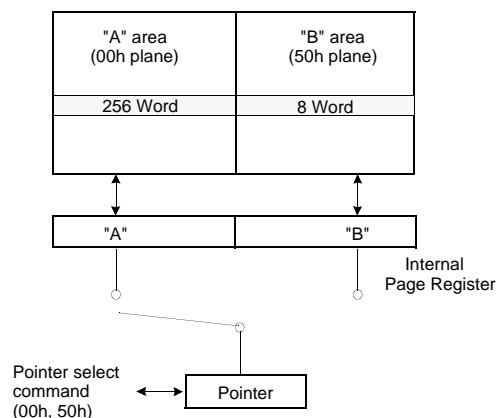 "A" area
(00h plane)
"B" area
(50h plane)
256 Word
8 Word
"A"
"B"
Internal
Page Register
Pointer select
command
(00h, 50h)
Pointer